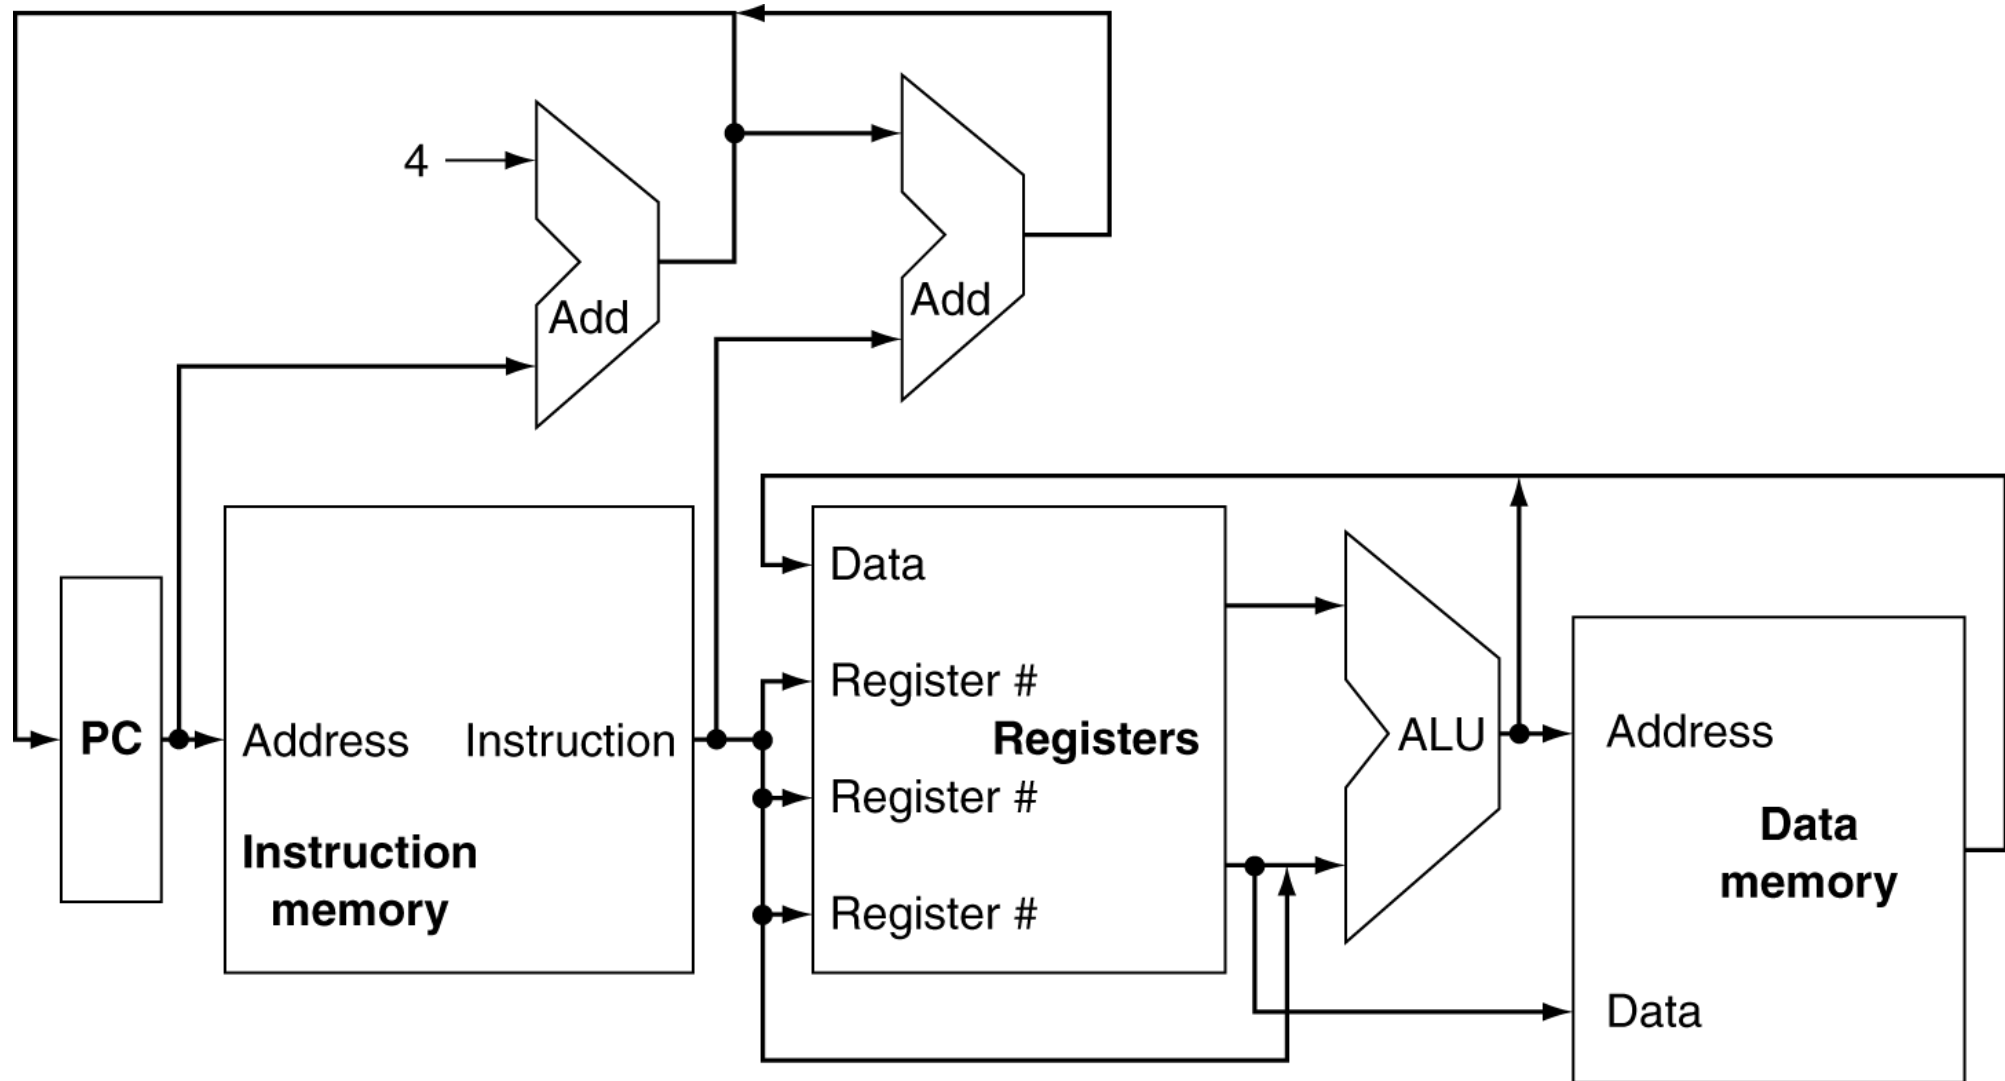 4
Add
Add
PC
Address
Instruction
Instruction
memory
Data
Register #
Registers
Register #
Register #
ALU
Address
Data
memory
Data